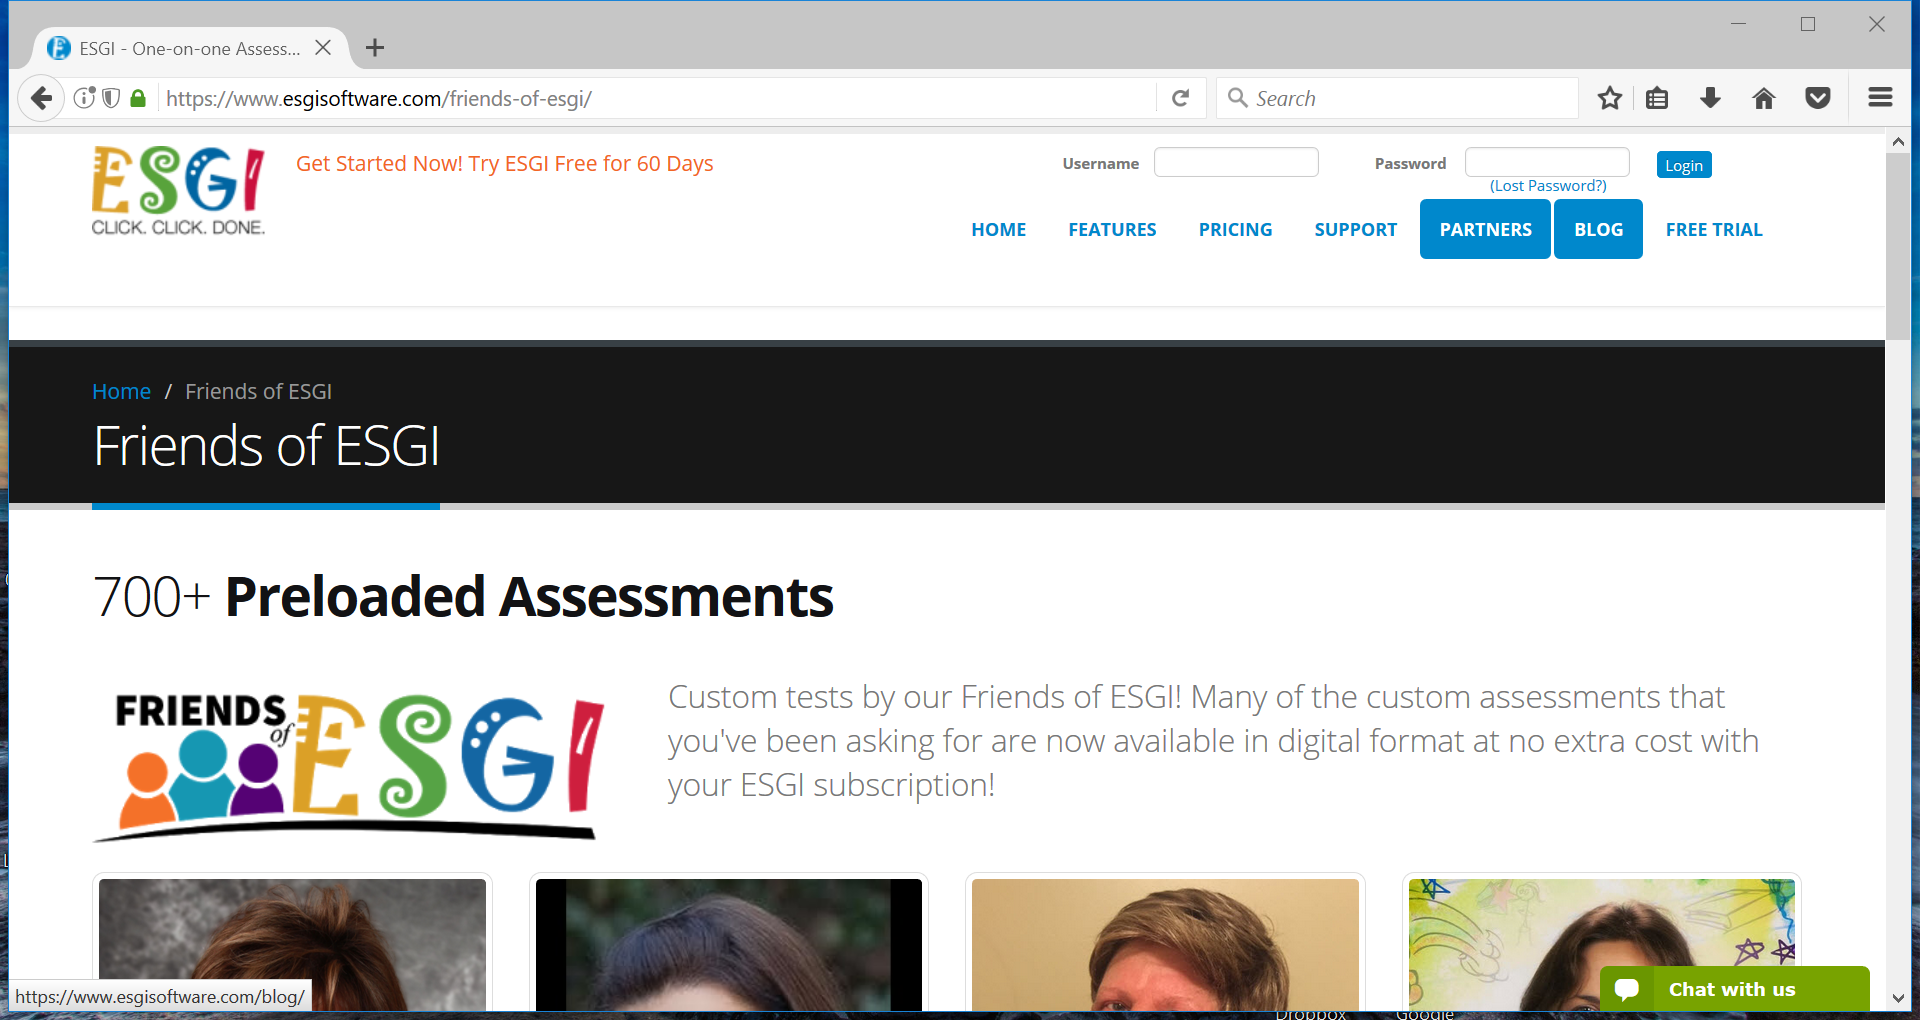 ESGI - One-on-one Assess...
https://www.esgisoftware.com/friends-of-esgi/
Search
ESGI
CLICK. CLICK. DONE.
Get Started Now! Try ESGI Free for 60 Days
Username
Password
Login
(Lost Password?)
HOME FEATURES PRICING SUPPORT PARTNERS BLOG FREE TRIAL
Home / Friends of ESGI
Friends of ESGI
700+ Preloaded Assessments
FRIENDS of ESGI
Custom tests by our Friends of ESGI! Many of the custom assessments that
you've been asking for are now available in digital format at no extra cost with
your ESGI subscription!
https://www.esgisoftware.com/blog/
Chat with us
Dropbox
Google